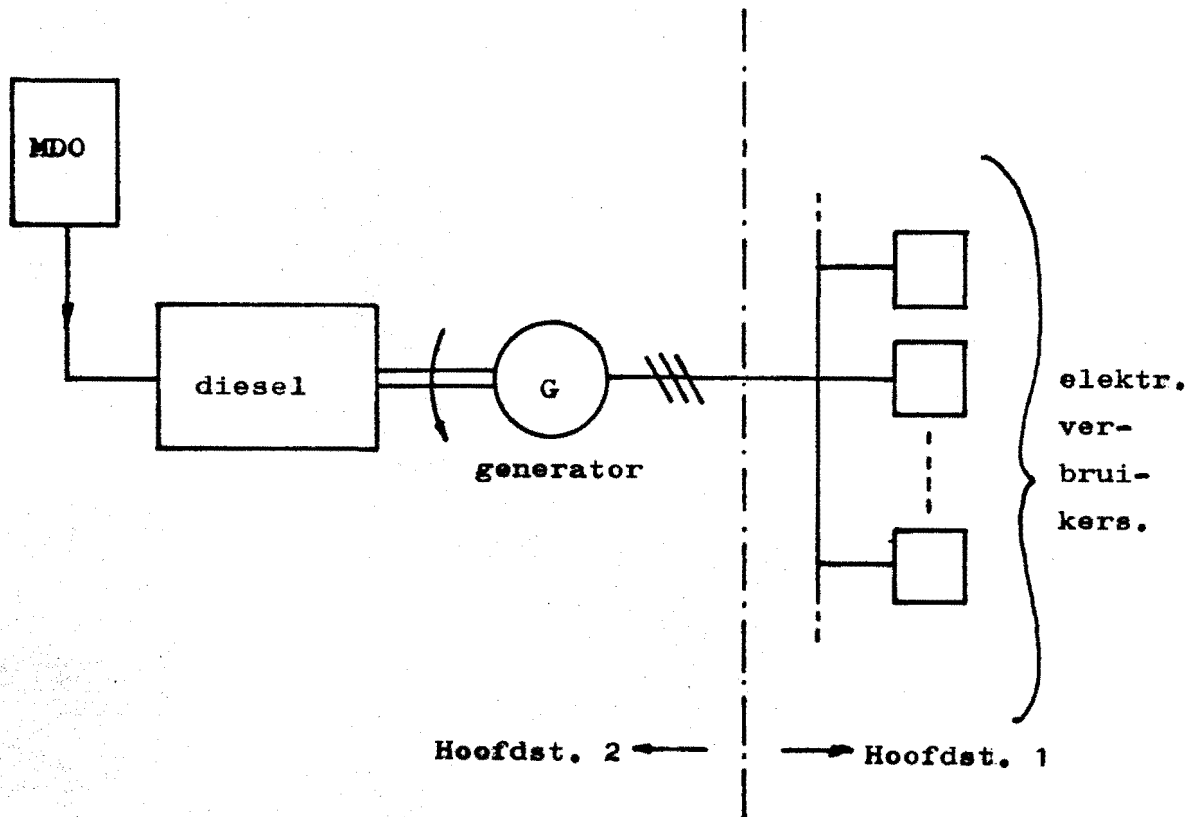 MDO
diesel
G
generator
elektr.
ver-
brui-
kers.
Hoofdst. 2
Hoofdst. 1